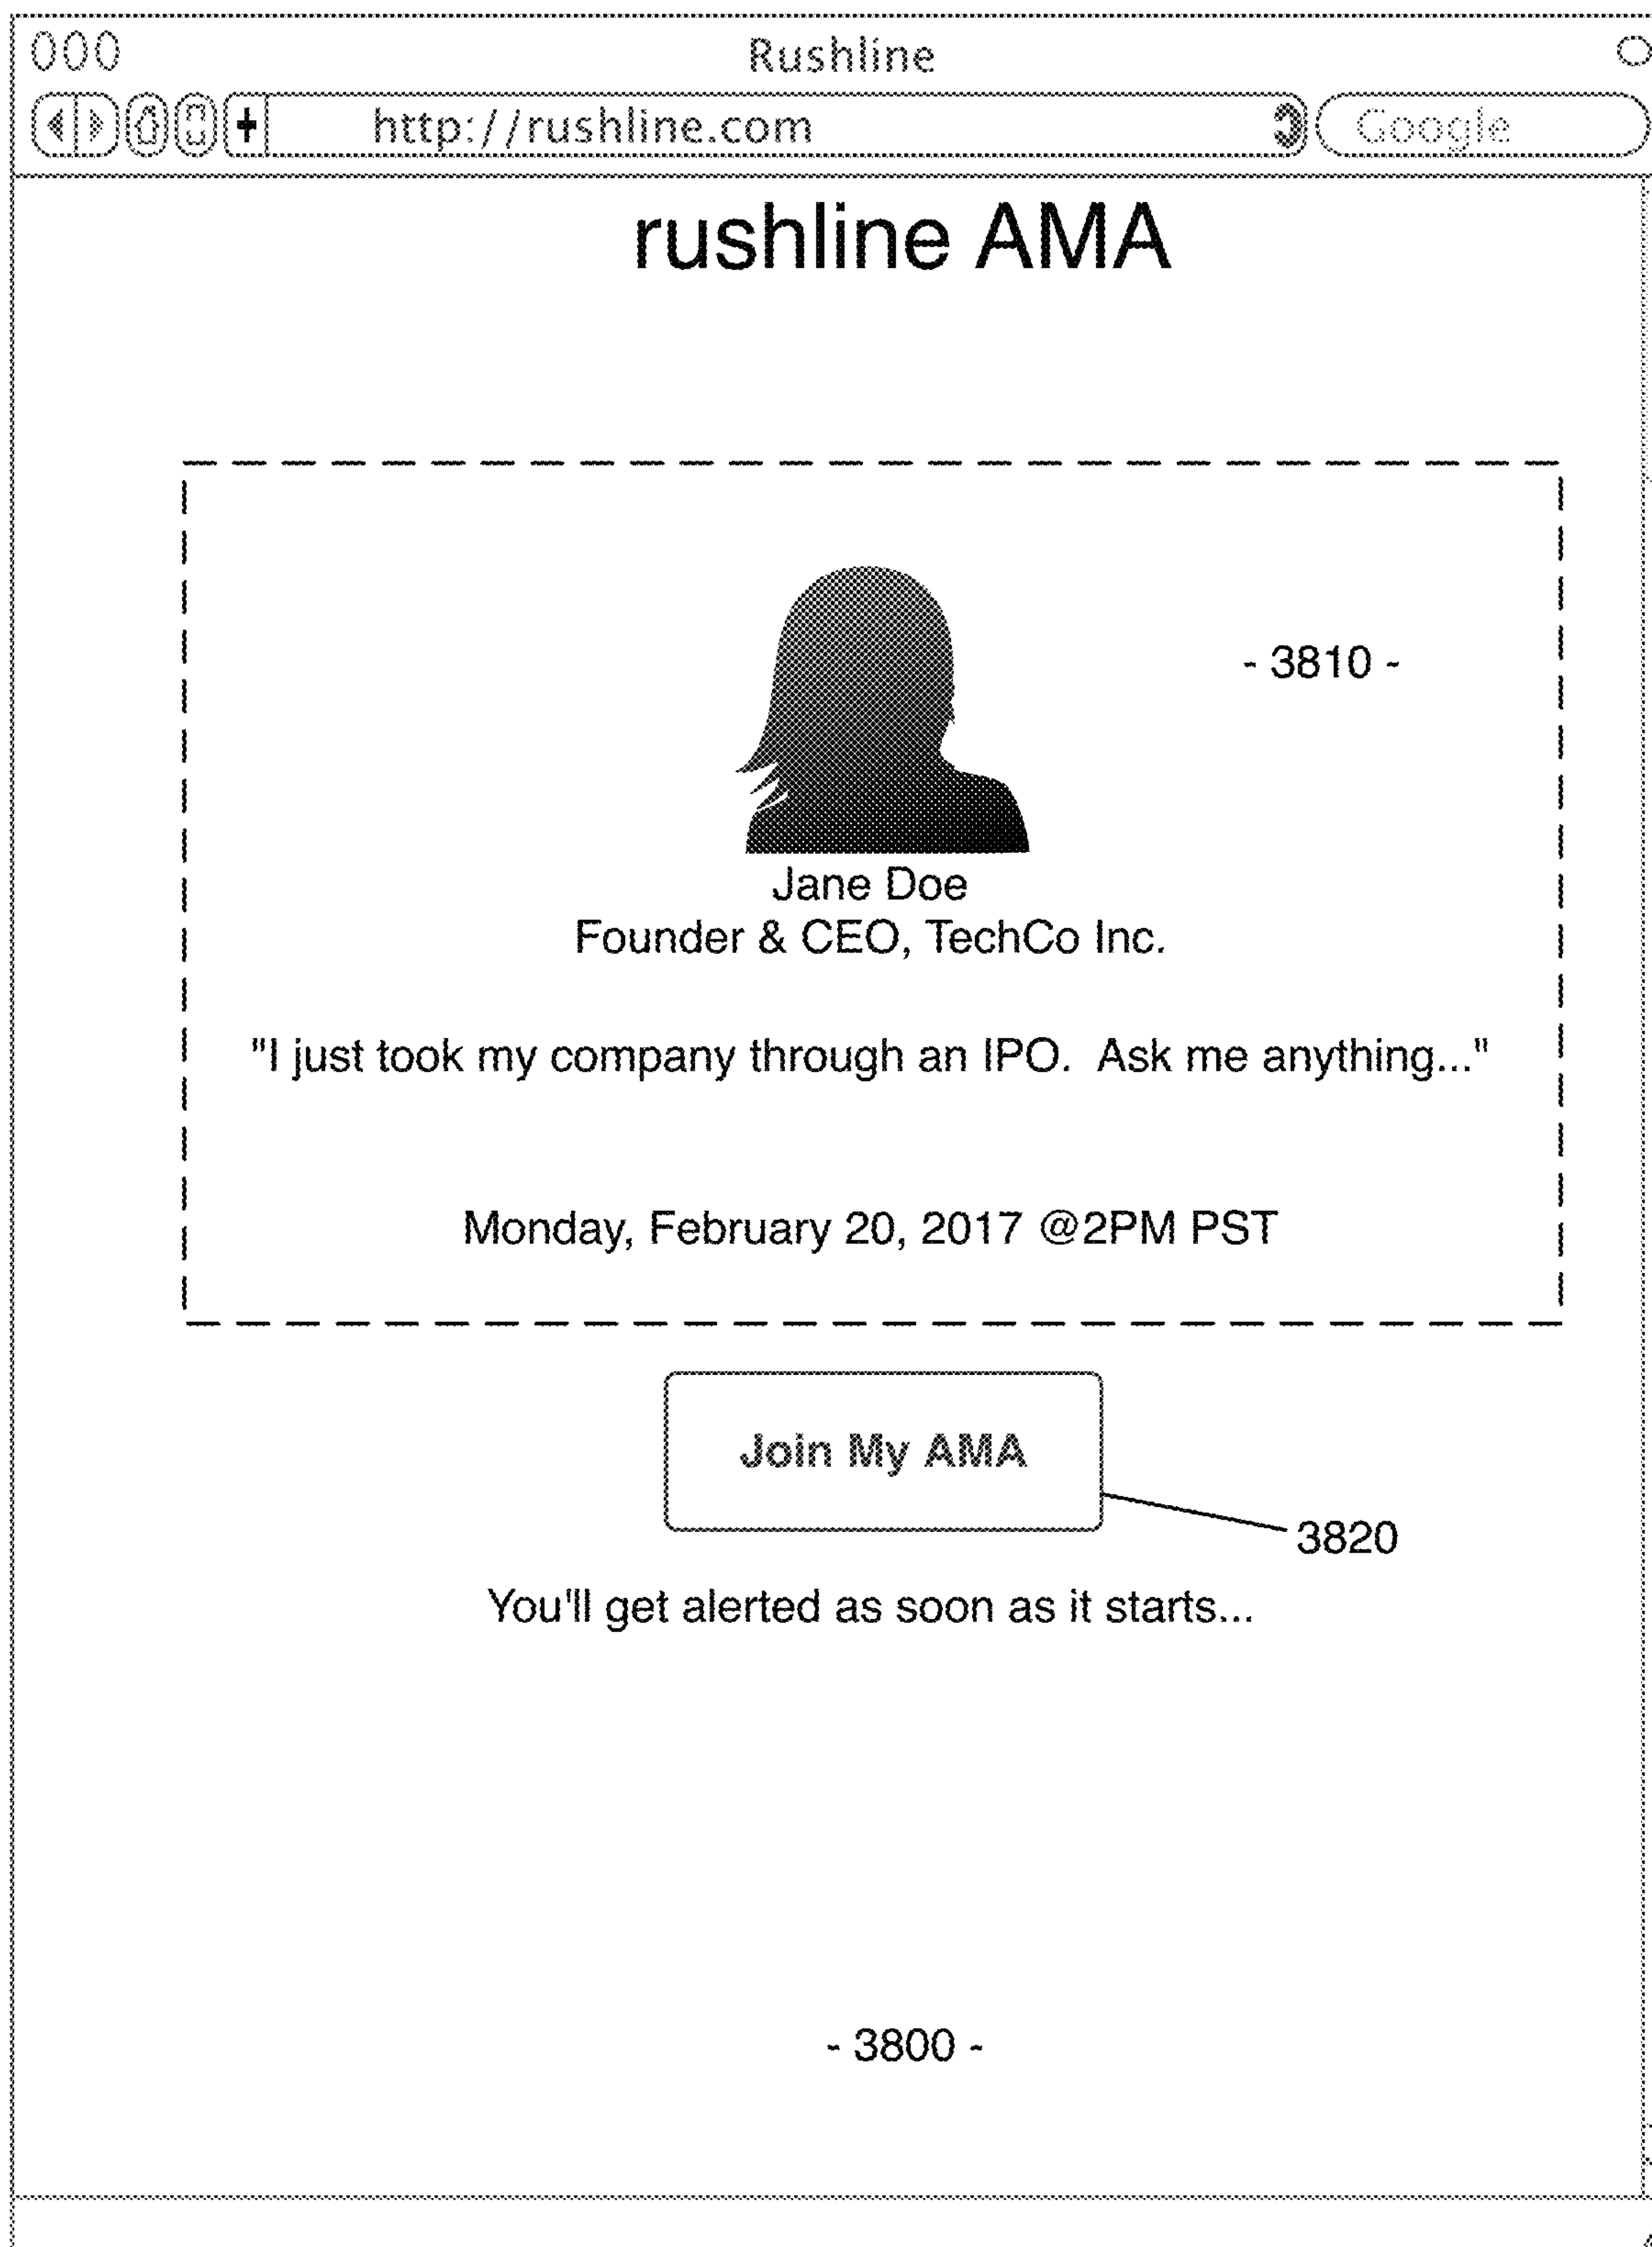 Rushline
http://rushline.com
Google
rushline AMA
- 3810 -
Jane Doe
Founder & CEO, TechCo Inc.
"I just took my company through an IPO.  Ask me anything..."
Monday, February 20, 2017 @2PM PST
Join My AMA
3820
You'll get alerted as soon as it starts...
- 3800 -